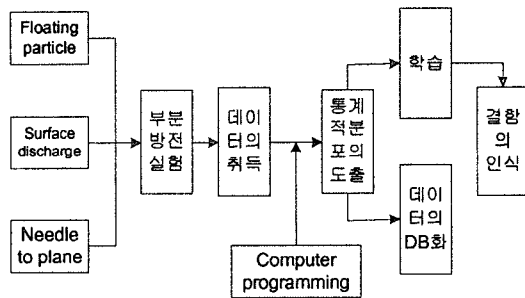 Floating
particle
Surface
discharge
Needle
to plane
부분
방전
실험
데이
터의
취득
Computer
programming
통계
적분
포의
도출
학습
데이
터의
DB화
결함
의
인식